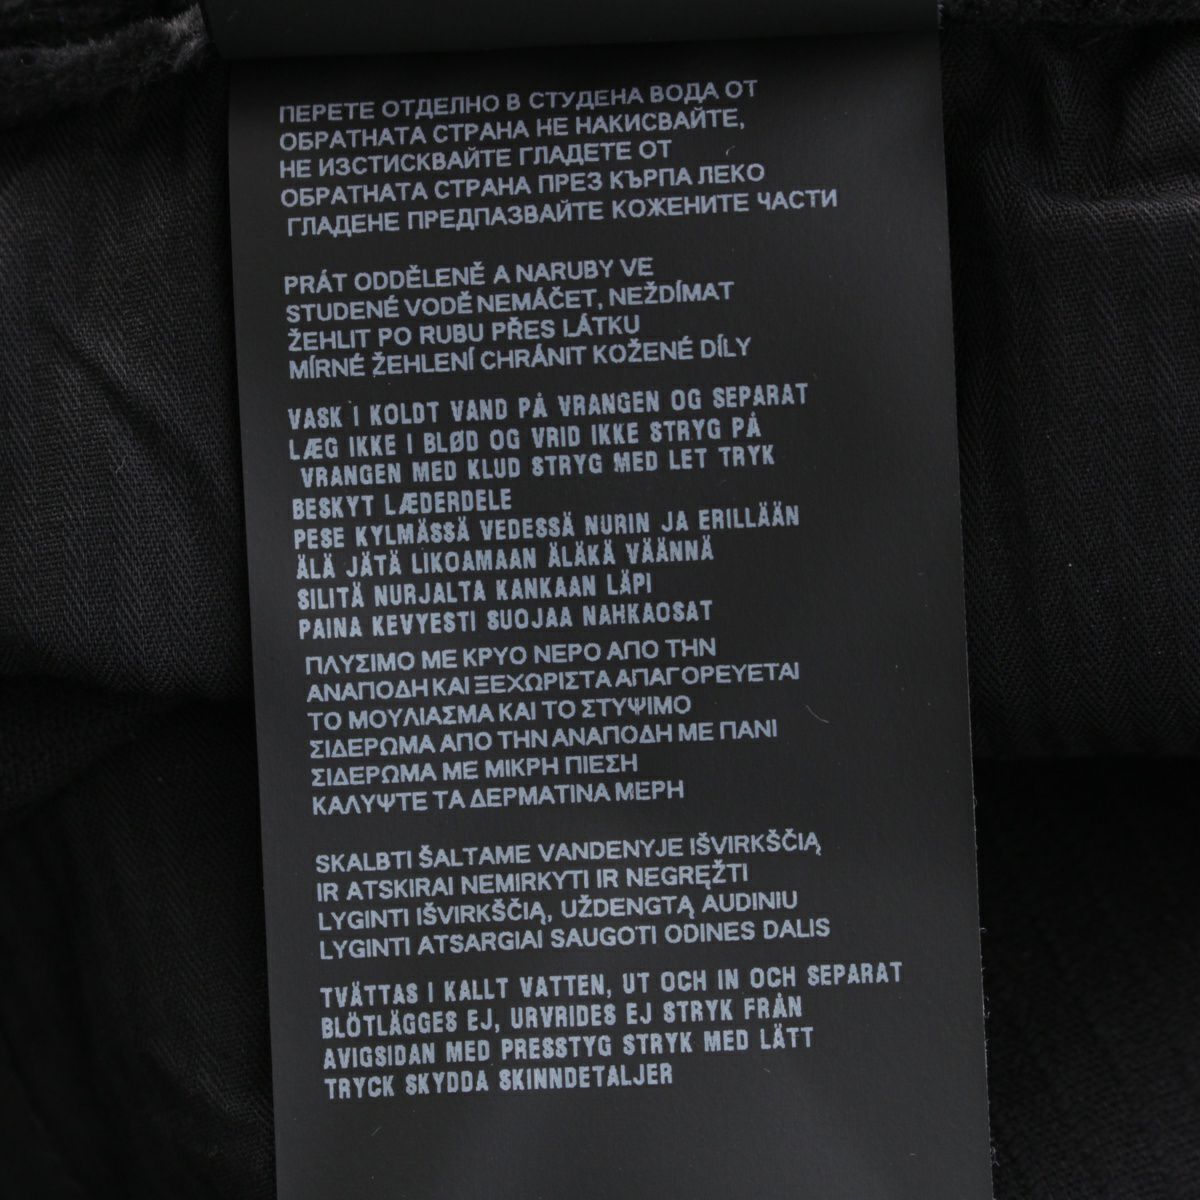 ПЕРЕТЕ ОТДЕЛНО В СТУДЕНА ВОДА ОТ
ОБРАТНАТА СТРАНА НЕ НАКИСВАЙТЕ,
НЕ ИЗСТИСКВАЙТЕ ГЛАДЕТЕ ОТ
ОБРАТНАТА СТРАНА ПРЕЗ КЪРПА ЛЕКО
ГЛАДЕНЕ ПРЕДПАЗВАЙТЕ КОЖЕНИТЕ ЧАСТИ
PRÁT ODDĚLENĚ A NARUBY VE
STUDENÉ VODĚ NEMÁČET, NEŽDÍMAT
ŽEHLIT PO RUBU PŘES LÁTKU
MÍRNÉ ŽEHLENÍ CHRÁNIT KOŽENÉ DÍLY
VASK I KOLDT VAND PÅ VRANGEN OG SEPARAT
LÆG IKKE I BLØD OG VRID IKKE STRYG PÅ
VRANGEN MED KLUD STRYG MED LET TRYK
BESKYT LÆDERDELE
PESE KYLMÄSSÄ VEDESSÄ NURIN JA ERILLÄÄN
ÄLÄ JÄTÄ LIKOAMAAN ÄLÄKÄ VÄÄNNÄ
SILITÄ NURJALTA KANKAAN LÄPI
PAINA KEVYESTI SUOJAA NAHKAOSAT
ΠΛΥΣΙΜΟ ΜΕ ΚΡΥΟ ΝΕΡΟ ΑΠΟ ΤΗΝ
ΑΝΑΠΟΔΗ ΚΑΙ ΞΕΧΩΡΙΣΤΑ ΑΠΑΓΟΡΕΥΕΤΑΙ
ΤΟ ΜΟΥΛΙΑΣΜΑ ΚΑΙ ΤΟ ΣΤΥΨΙΜΟ
ΣΙΔΕΡΩΜΑ ΑΠΟ ΤΗΝ ΑΝΑΠΟΔΗ ΜΕ ΠΑΝΙ
ΣΙΔΕΡΩΜΑ ΜΕ ΜΙΚΡΗ ΠΙΕΣΗ
ΚΑΛΥΨΤΕ ΤΑ ΔΕΡΜΑΤΙΝΑ ΜΕΡΗ
SKALBTI ŠALTAME VANDENYJE IŠVIRKŠČIĄ
IR ATSKIRAI NEMIRKYTI IR NEGRĘŽTI
LYGINTI IŠVIRKŠČIĄ, UŽDENGTĄ AUDINIU
LYGINTI ATSARGIAI SAUGOTI ODINES DALIS
TVÄTTAS I KALLT VATTEN, UT OCH IN OCH SEPARAT
BLÖTLÄGGES EJ, URVRIDES EJ STRYK FRÅN
AVIGSIDAN MED PRESSTYG STRYK MED LÄTT
TRYCK SKYDDA SKINNDETALJER